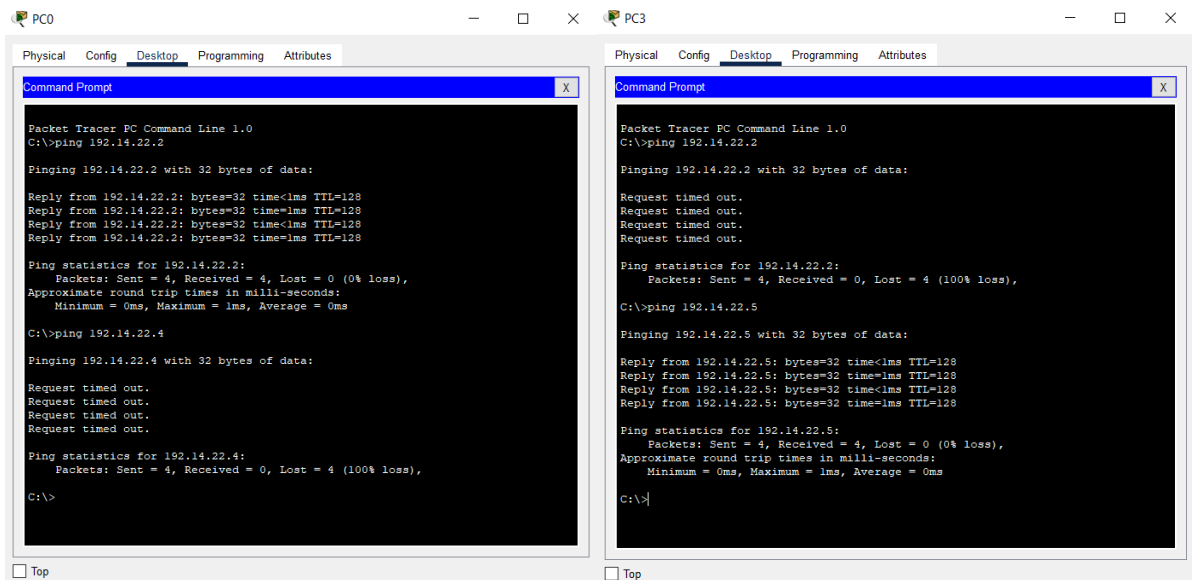 PC0
Physical Config Desktop Programming Attributes
Command Prompt
X
Packet Tracer PC Command Line 1.0
C:\>ping 192.14.22.2
Pinging 192.14.22.2 with 32 bytes of data:
Reply from 192.14.22.2: bytes=32 time<1ms TTL=128
Reply from 192.14.22.2: bytes=32 time=1ms TTL=128
Reply from 192.14.22.2: bytes=32 time<1ms TTL=128
Reply from 192.14.22.2: bytes=32 time=1ms TTL=128
Ping statistics for 192.14.22.2:
Packets: Sent = 4, Received = 4, Lost = 0 (0% loss),
Approximate round trip times in milli-seconds:
Minimum = 0ms, Maximum = 1ms, Average = 0ms
C:\>ping 192.14.22.4
Pinging 192.14.22.4 with 32 bytes of data:
Request timed out.
Request timed out.
Request timed out.
Request timed out.
Ping statistics for 192.14.22.4:
Packets: Sent = 4, Received = 0, Lost = 4 (100% loss),
C:\>
Top
PC3
Physical Config Desktop Programming Attributes
Command Prompt
X
Packet Tracer PC Command Line 1.0
C:\>ping 192.14.22.2
Pinging 192.14.22.2 with 32 bytes of data:
Request timed out.
Request timed out.
Request timed out.
Request timed out.
Ping statistics for 192.14.22.2:
Packets: Sent = 4, Received = 0, Lost = 4 (100% loss),
C:\>ping 192.14.22.5
Pinging 192.14.22.5 with 32 bytes of data:
Reply from 192.14.22.5: bytes=32 time<1ms TTL=128
Reply from 192.14.22.5: bytes=32 time=1ms TTL=128
Reply from 192.14.22.5: bytes=32 time<1ms TTL=128
Reply from 192.14.22.5: bytes=32 time=1ms TTL=128
Ping statistics for 192.14.22.5:
Packets: Sent = 4, Received = 4, Lost = 0 (0% loss),
Approximate round trip times in milli-seconds:
Minimum = 0ms, Maximum = 1ms, Average = 0ms
C:\>
Top